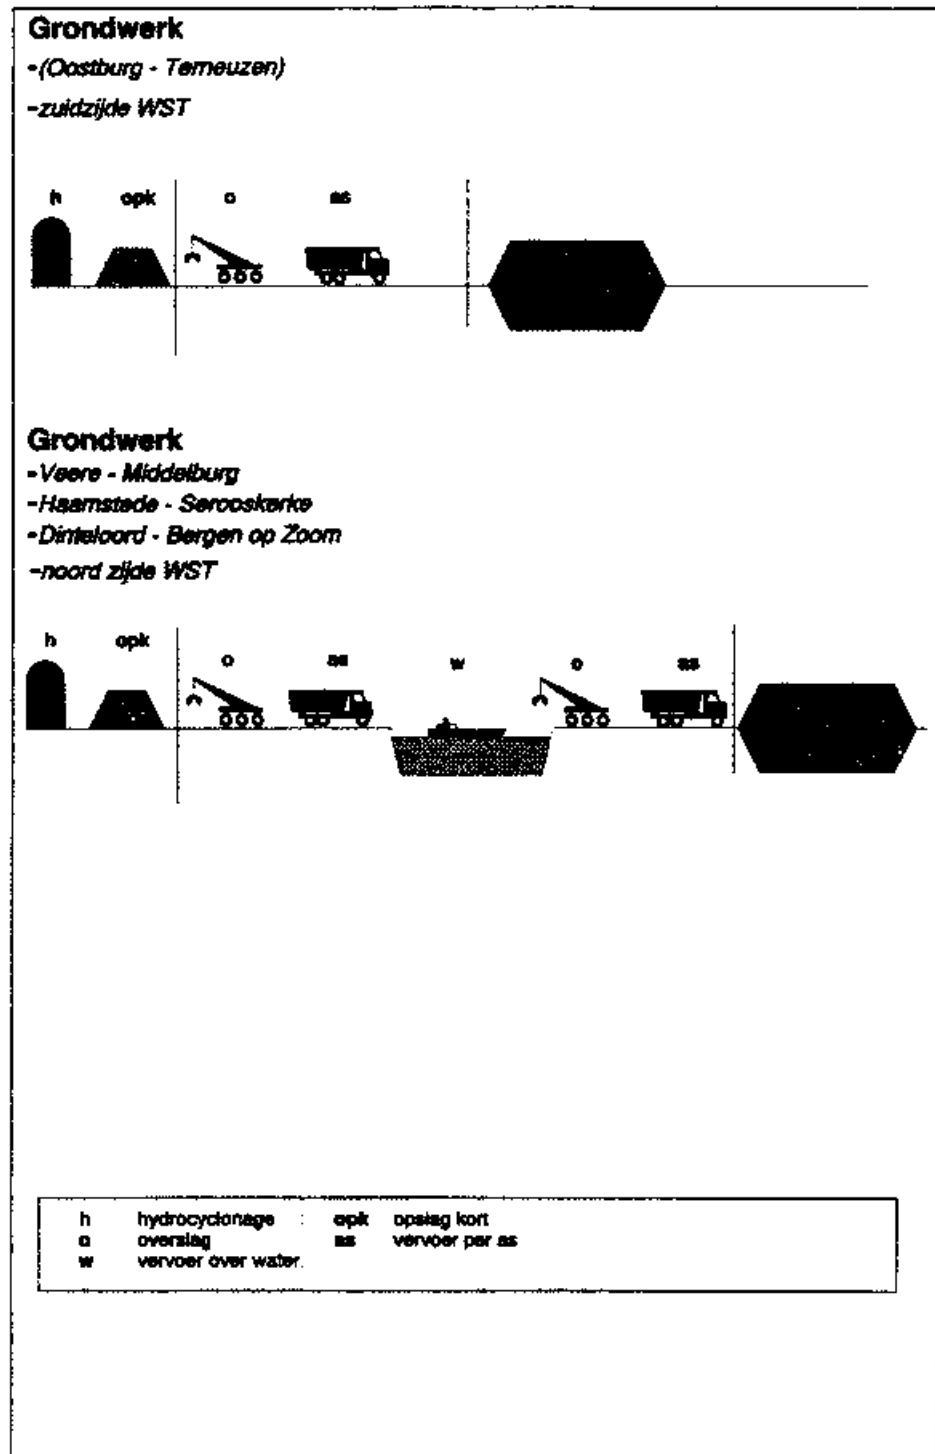 Grondwerk
-(Oostburg - Terneuzen)
-zuidzijde WST
h opk o as
Grondwerk
-Veere - Middelburg
-Haamstede - Serooskerke
-Dinteloord - Bergen op Zoom
-noord zijde WST
h opk o as w o as
h hydrocyclonage : opk opslag kort
o overslag as vervoer per as
w vervoer over water.